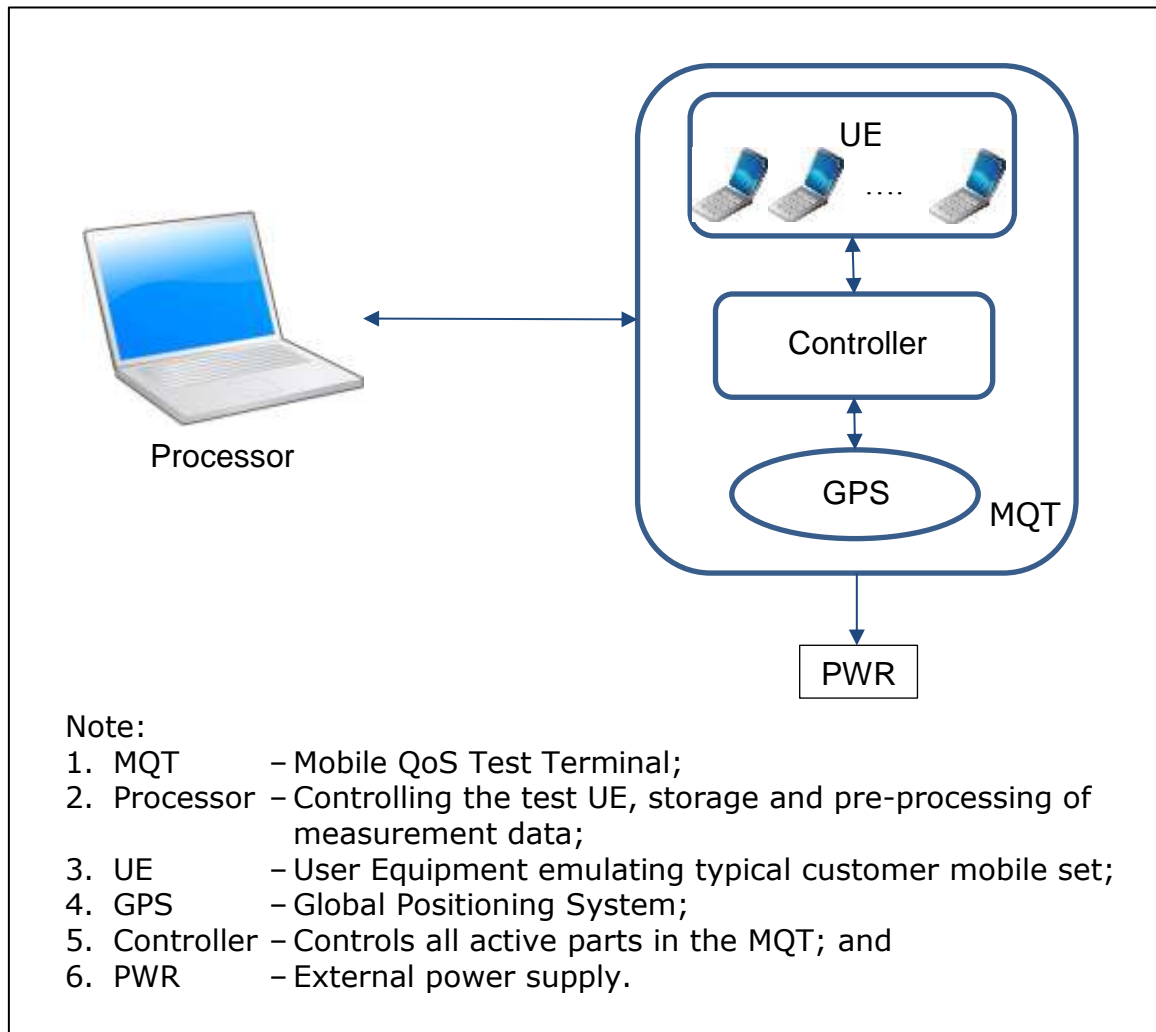 UE
....
Controller
Processor
GPS
MQT
PWR
Note:
1. MQT – Mobile QoS Test Terminal;
2. Processor – Controlling the test UE, storage and pre-processing of
measurement data;
3. UE – User Equipment emulating typical customer mobile set;
4. GPS – Global Positioning System;
5. Controller – Controls all active parts in the MQT; and
6. PWR – External power supply.